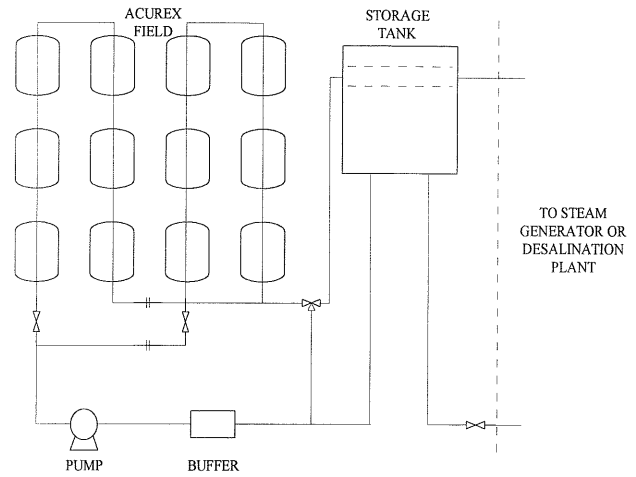 ACUREX
FIELD
STORAGE
TANK
TO STEAM
GENERATOR OR
DESALINATION
PLANT
PUMP
BUFFER